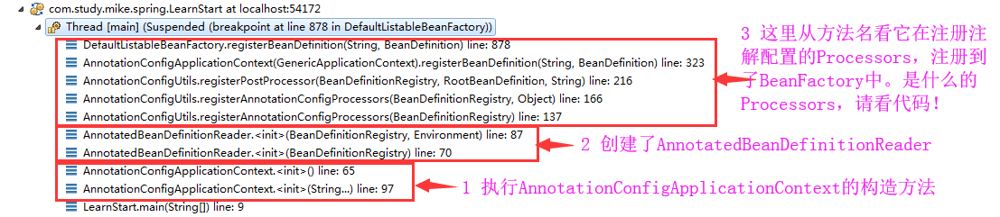 com.study.mike.spring.LearnStart at localhost:54172
Thread [main] (Suspended (breakpoint at line 878 in DefaultListableBeanFactory))
DefaultListableBeanFactory.registerBeanDefinition(String, BeanDefinition) line: 878
AnnotationConfigApplicationContext(GenericApplicationContext).registerBeanDefinition(String, BeanDefinition) line: 323
AnnotationConfigUtils.registerPostProcessor(BeanDefinitionRegistry, RootBeanDefinition, String) line: 216
AnnotationConfigUtils.registerAnnotationConfigProcessors(BeanDefinitionRegistry, Object) line: 166
AnnotationConfigUtils.registerAnnotationConfigProcessors(BeanDefinitionRegistry) line: 137
3 这里从方法名看它在注册注
解配置的Processors，注册到
了BeanFactory中。是什么的
Processors，请看代码！
AnnotatedBeanDefinitionReader.<init>(BeanDefinitionRegistry, Environment) line: 87
AnnotatedBeanDefinitionReader.<init>(BeanDefinitionRegistry) line: 70
2 创建了AnnotatedBeanDefinitionReader
AnnotationConfigApplicationContext.<init>() line: 65
AnnotationConfigApplicationContext.<init>(String...) line: 97
1 执行AnnotationConfigApplicationContext的构造方法
LearnStart.main(String[]) line: 9